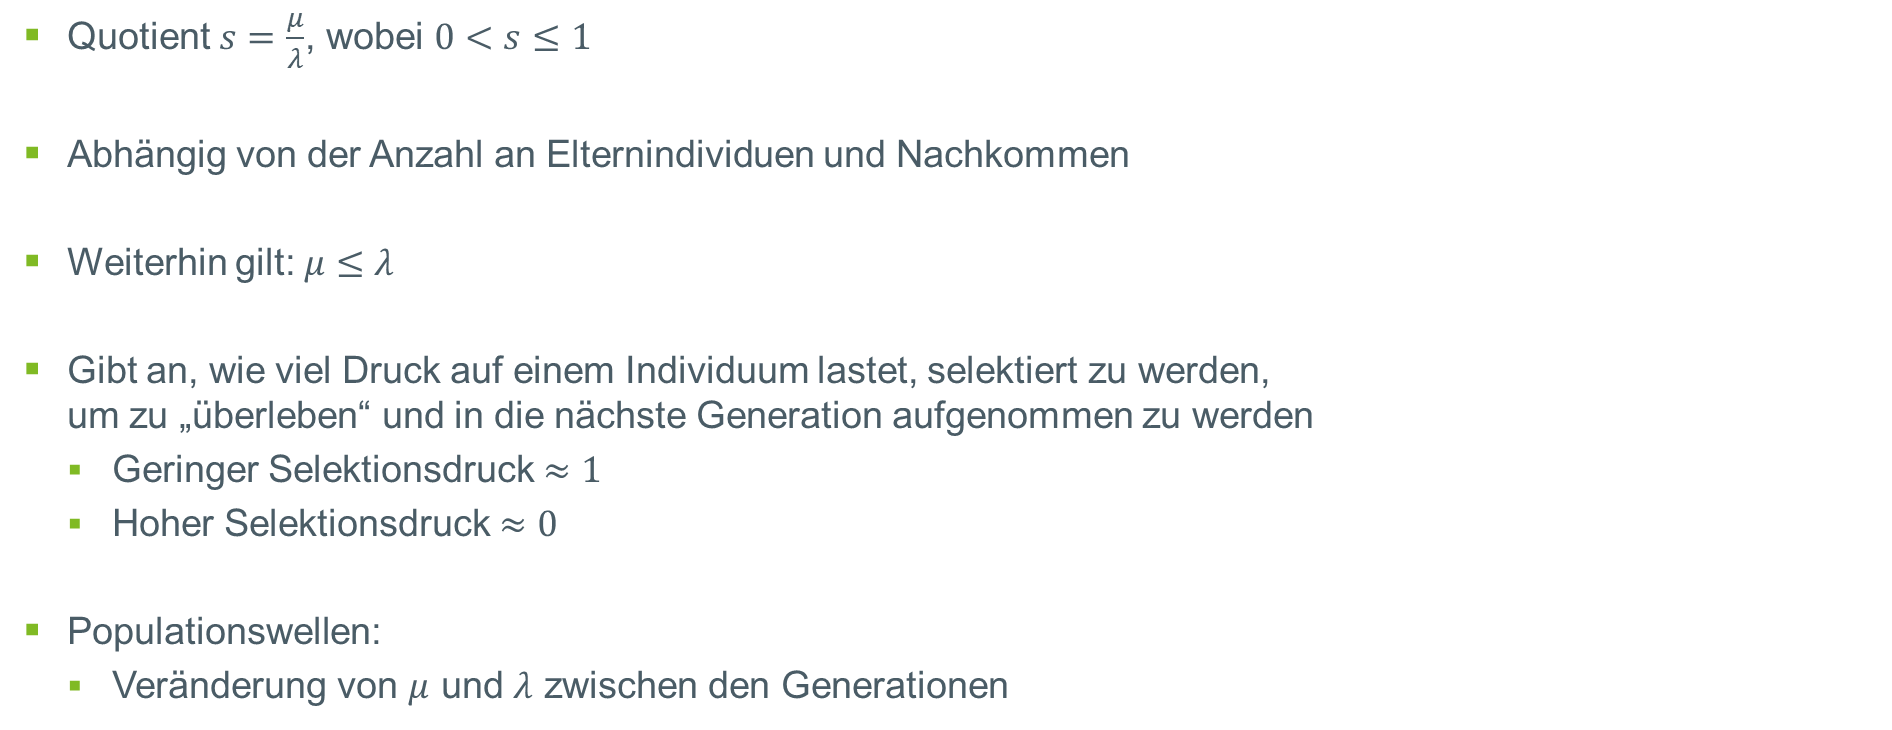 ▪ Quotient s = μ/λ, wobei 0 < s ≤ 1
▪ Abhängig von der Anzahl an Elternindividuen und Nachkommen
▪ Weiterhin gilt: μ ≤ λ
▪ Gibt an, wie viel Druck auf einem Individuum lastet, selektiert zu werden,
um zu „überleben“ und in die nächste Generation aufgenommen zu werden
▪ Geringer Selektionsdruck ≈ 1
▪ Hoher Selektionsdruck ≈ 0
▪ Populationswellen:
▪ Veränderung von μ und λ zwischen den Generationen